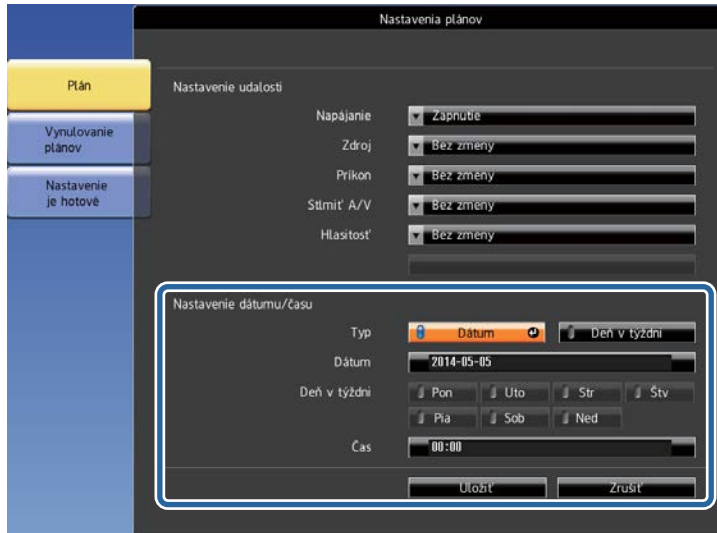 Nastavenia plánov
Plán
Vynulovanie
plánov
Nastavenie
je hotové
Nastavenie udalosti
Napájanie Zapnutie
Zdroj Bez zmeny
Príkon Bez zmeny
Stlmiť A/V Bez zmeny
Hlasitosť Bez zmeny
Nastavenie dátumu/času
Typ Dátum Deň v týždni
Dátum 2014-05-05
Deň v týždni Pon Uto Str Štv
Pia Sob Ned
Čas 00:00
Uložiť Zrušiť